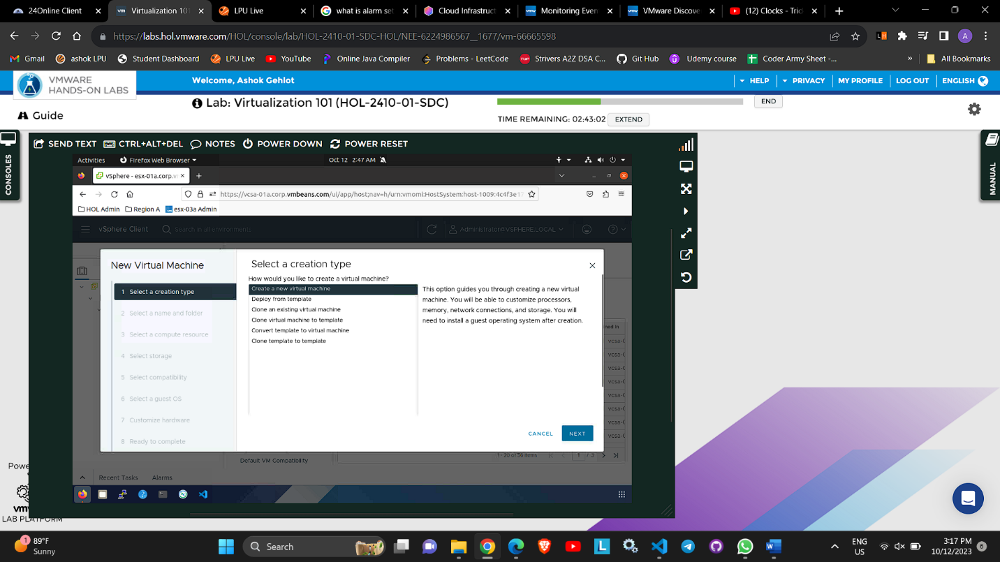 24Online Client
Virtualization 101
LPU Live
what is alarm set
Cloud Infrastruct
Monitoring Even
VMware Discove
(12) Clocks - Tric
https://labs.hol.vmware.com/HOL/console/lab/HOL-2410-01-SDC-HOL/NEE-6224986567__1677/vm-66665598
A
Gmail
ashok LPU
Student Dashboard
LPU Live
YouTube
Online Java Compiler
Problems - LeetCode
Strivers A2Z DSA C...
Git Hub
Udemy course
Coder Army Sheet -...
»
All Bookmarks
VMWARE
HANDS-ON LABS
Welcome, Ashok Gehlot
HELP
PRIVACY
MY PROFILE
LOG OUT
ENGLISH
Guide
Lab: Virtualization 101 (HOL-2410-01-SDC)
END
TIME REMAINING: 02:43:02
EXTEND
CONSOLES
MANUAL
SEND TEXT
CTRL+ALT+DEL
NOTES
POWER DOWN
POWER RESET
Activities
Firefox Web Browser
Oct 12 2:47 AM
vSphere - esx-01a.corp.v
https://vcsa-01a.corp.vmbeans.com/ui/app/host;nav=h/urn:vmomi:HostSystem:host-1009:4c4f3e17
HOL Admin
Region A
esx-03a Admin
vSphere Client
Search in all environments
Administrator@VSPHERE.LOCAL
New Virtual Machine
1 Select a creation type
2 Select a name and folder
3 Select a compute resource
4 Select storage
5 Select compatibility
6 Select a guest OS
7 Customize hardware
8 Ready to complete
Select a creation type
How would you like to create a virtual machine?
Create a new virtual machine
Deploy from template
Clone an existing virtual machine
Clone virtual machine to template
Convert template to virtual machine
Clone template to template
This option guides you through creating a new virtual
machine. You will be able to customize processors,
memory, network connections, and storage. You will
need to install a guest operating system after creation.
CANCEL
NEXT
Default VM Compatibility
1 - 20 of 56 items
1 / 3
Recent Tasks
Alarms
Powe
vmw
LAB PLATFORM
1
89°F
Sunny
Search
ENG
US
3:17 PM
10/12/2023
6